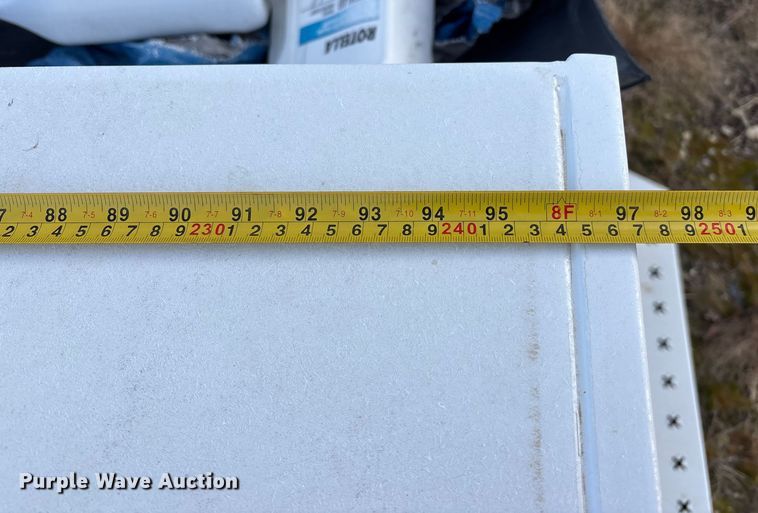 ROTELLA
7-4 88 7-5 89 7-6 90 7-7 91 7-8 92 7-9 93 7-10 94 7-11 95 8F 8-1 97 8-2 98 8-3
2 3 4 5 6 7 8 9 230 1 2 3 4 5 6 7 8 9 240 1 2 3 4 5 6 7 8 9 250 1
Purple Wave Auction